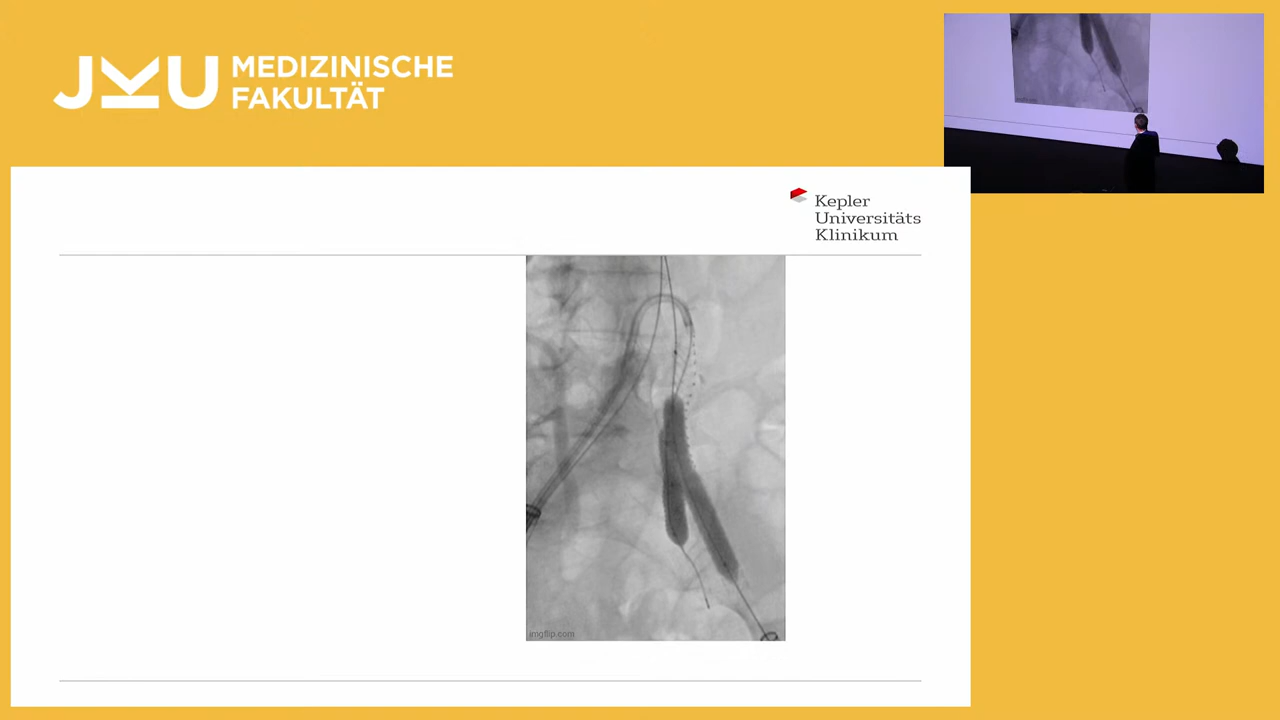 JKU MEDIZINISCHE
FAKULTÄT
Kepler
Universitäts
Klinikum
imgflip.com